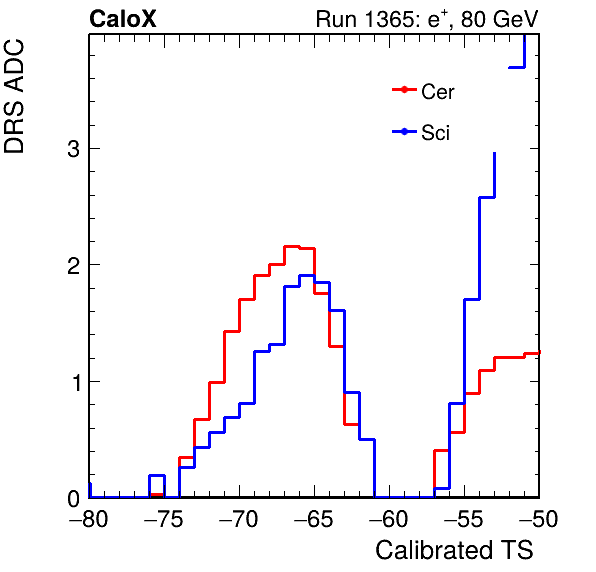 CaloX Run 1365: e⁺, 80 GeV
DRS ADC
Cer
Sci
3
2
1
0
−80 −75 −70 −65 −60 −55 −50
Calibrated TS